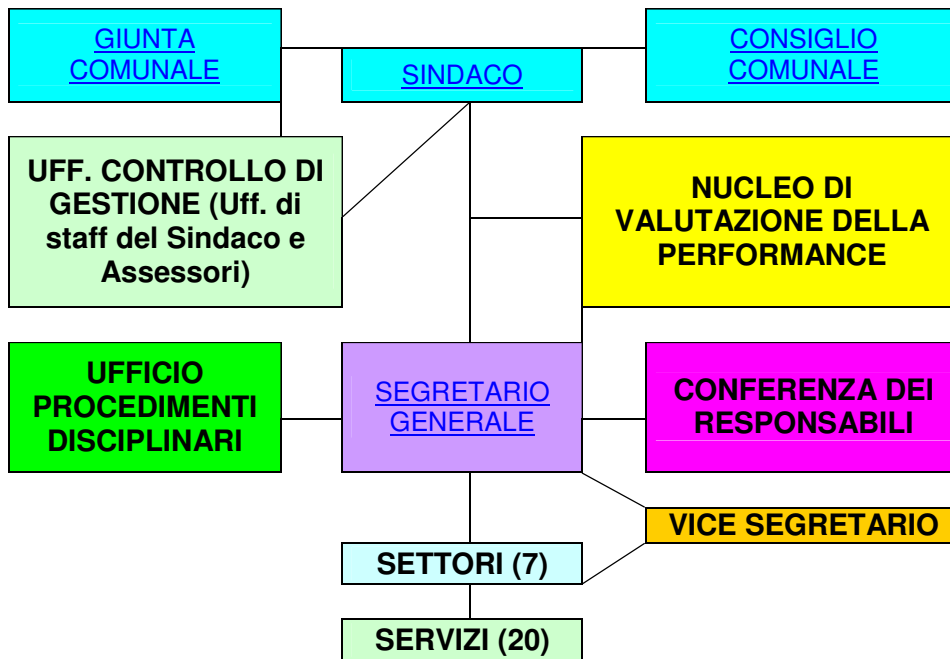 GIUNTA
COMUNALE
SINDACO
CONSIGLIO
COMUNALE
UFF. CONTROLLO DI
GESTIONE (Uff. di
staff del Sindaco e
Assessori)
NUCLEO DI
VALUTAZIONE DELLA
PERFORMANCE
UFFICIO
PROCEDIMENTI
DISCIPLINARI
SEGRETARIO
GENERALE
CONFERENZA DEI
RESPONSABILI
VICE SEGRETARIO
SETTORI (7)
SERVIZI (20)